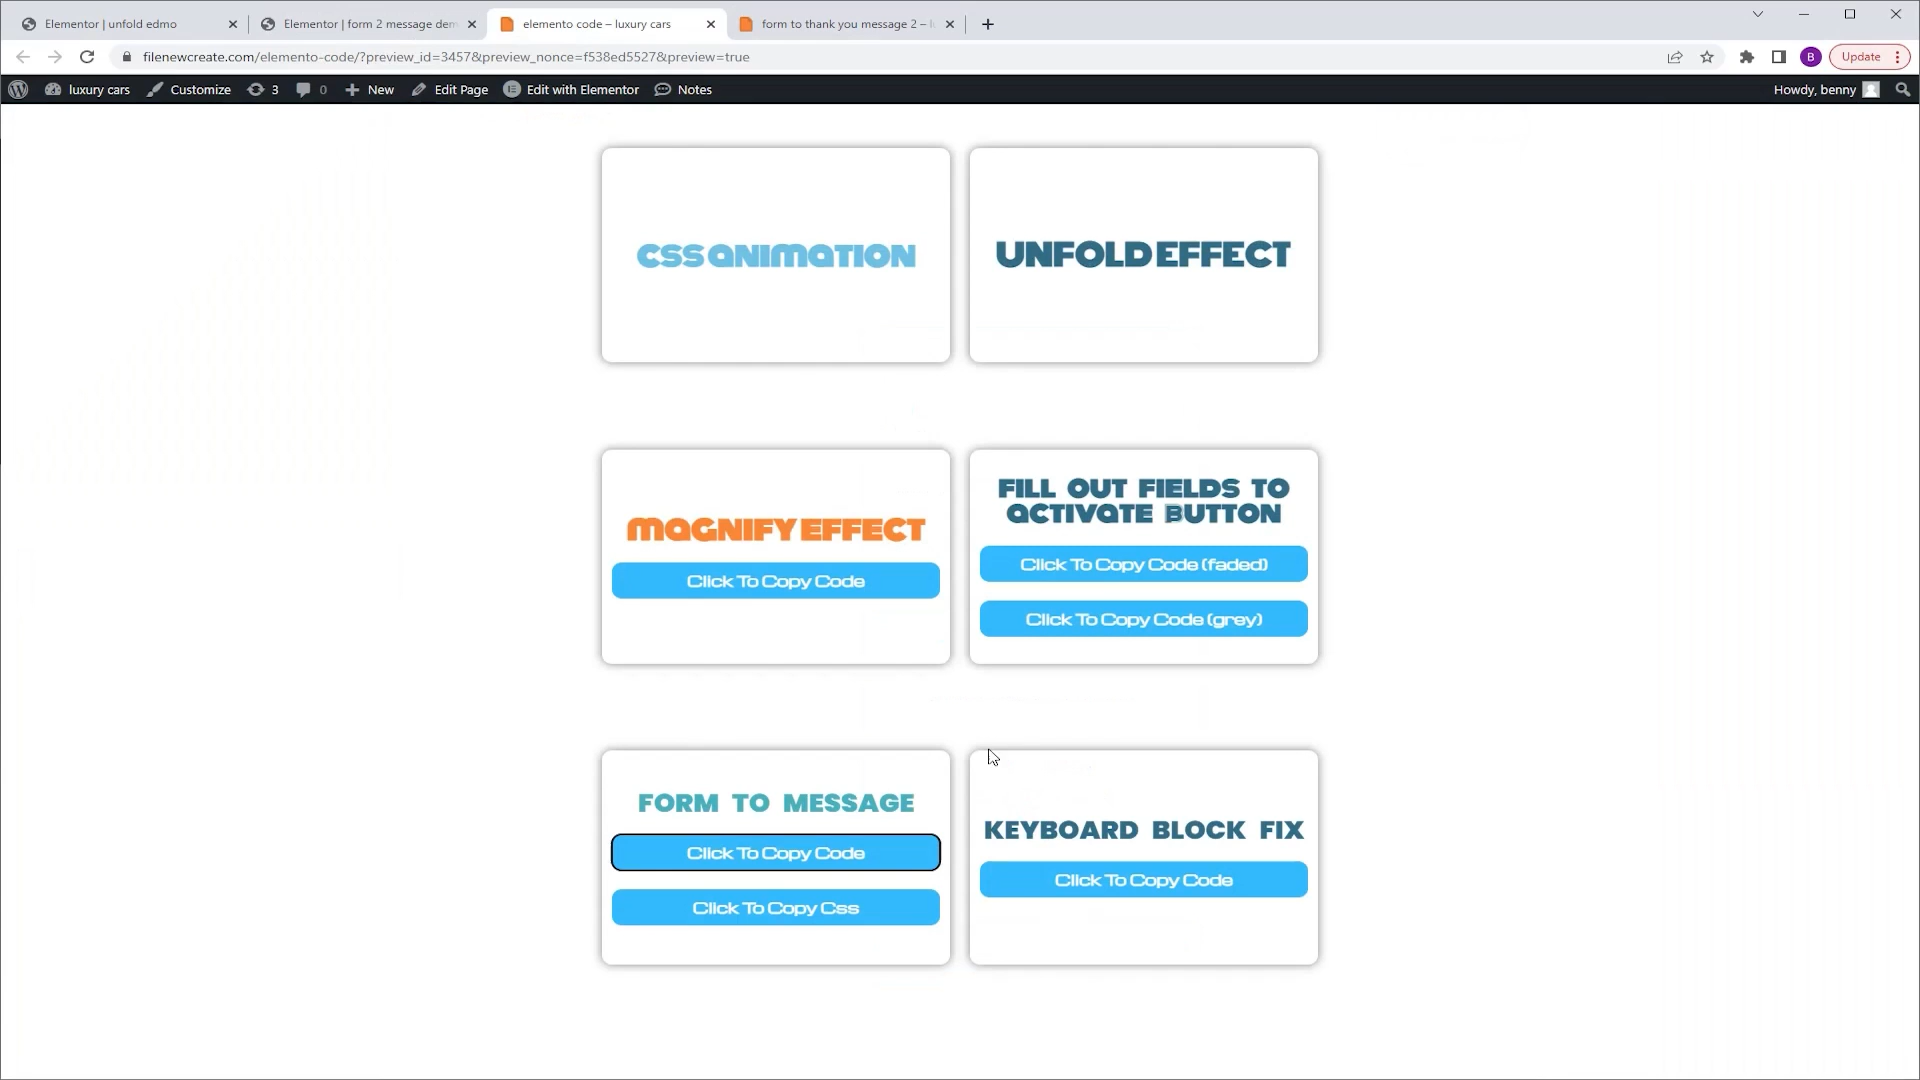 Elementor | unfold edmo
Elementor | form 2 message dem
elemento code – luxury cars
form to thank you message 2 – l
filenewcreate.com/elemento-code/?preview_id=3457&preview_nonce=f538ed5527&preview=true
B
Update
luxury cars
Customize
3
0
New
Edit Page
Edit with Elementor
Notes
Howdy, benny
CSS ANIMATION
UNFOLD EFFECT
MAGNIFY EFFECT
Click To Copy Code
FILL OUT FIELDS TO
ACTIVATE BUTTON
Click To Copy Code (faded)
Click To Copy Code (grey)
FORM TO MESSAGE
Click To Copy Code
Click To Copy Css
KEYBOARD BLOCK FIX
Click To Copy Code